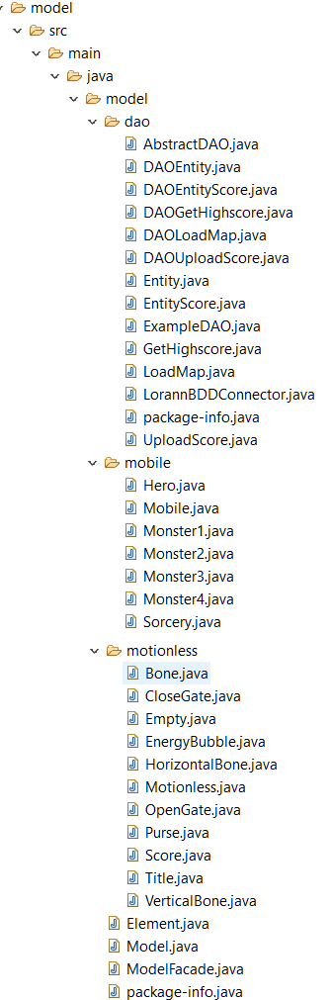 model
src
main
java
model
dao
AbstractDAO.java
DAOEntity.java
DAOEntityScore.java
DAOGetHighscore.java
DAOLoadMap.java
DAOUploadScore.java
Entity.java
EntityScore.java
ExampleDAO.java
GetHighscore.java
LoadMap.java
LorannBDDConnector.java
package-info.java
UploadScore.java
mobile
Hero.java
Mobile.java
Monster1.java
Monster2.java
Monster3.java
Monster4.java
Sorcery.java
motionless
Bone.java
CloseGate.java
Empty.java
EnergyBubble.java
HorizontalBone.java
Motionless.java
OpenGate.java
Purse.java
Score.java
Title.java
VerticalBone.java
Element.java
Model.java
ModelFacade.java
package-info.java